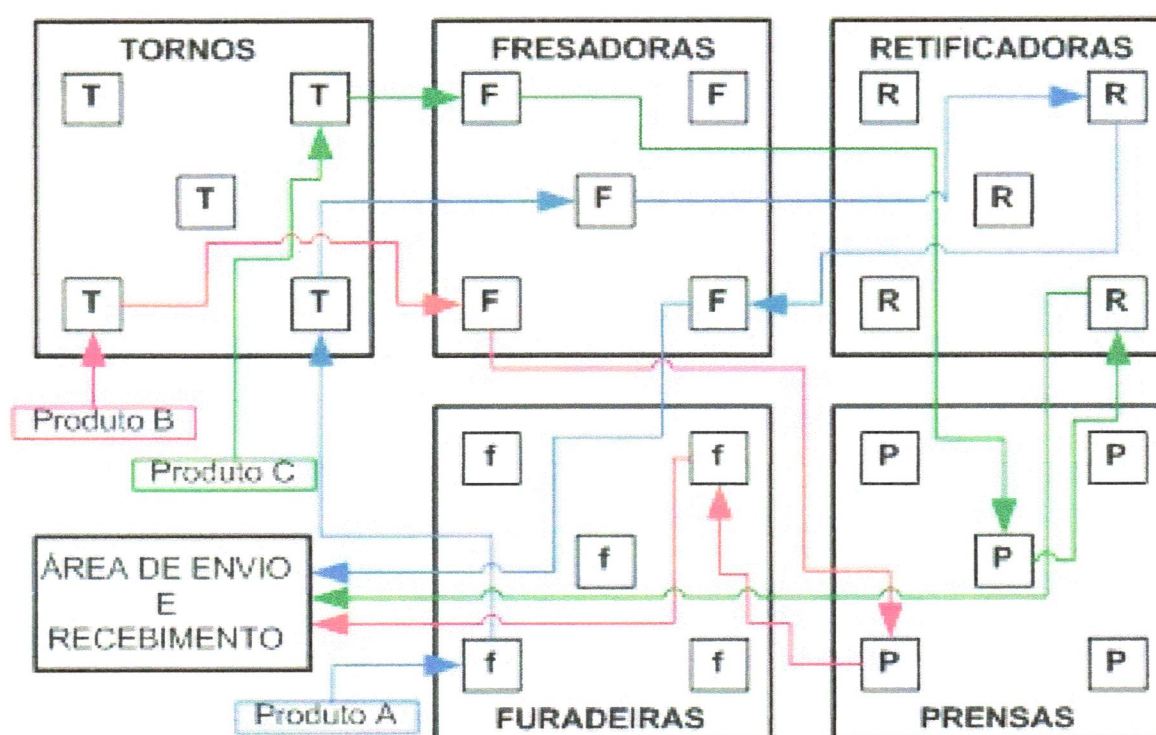 TORNOS
T
T
T
T
T
FRESADORAS
F
F
F
F
F
RETIFICADORAS
R
R
R
R
R
Produto B
Produto C
ÁREA DE ENVIO
E
RECEBIMENTO
Produto A
f
f
f
f
f
FURADEIRAS
P
P
P
P
P
PRENSAS